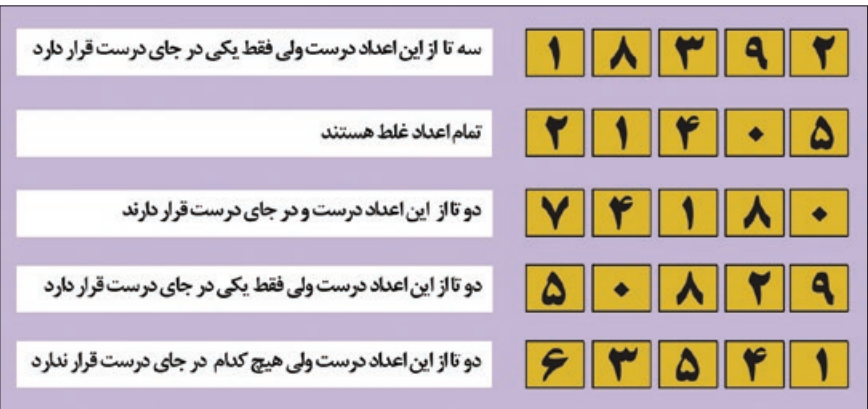 سه تا از این اعداد درست ولی فقط یکی در جای درست قرار دارد ۱ ۸ ۳ ۹ ۲
تمام اعداد غلط هستند ۲ ۱ ۴ ۰ ۵
دو تا از این اعداد درست و در جای درست قرار دارند ۷ ۴ ۱ ۸ ۰
دو تا از این اعداد درست ولی فقط یکی در جای درست قرار دارد ۵ ۰ ۸ ۲ ۹
دو تا از این اعداد درست ولی هیچ کدام در جای درست قرار ندارد ۶ ۳ ۵ ۴ ۱